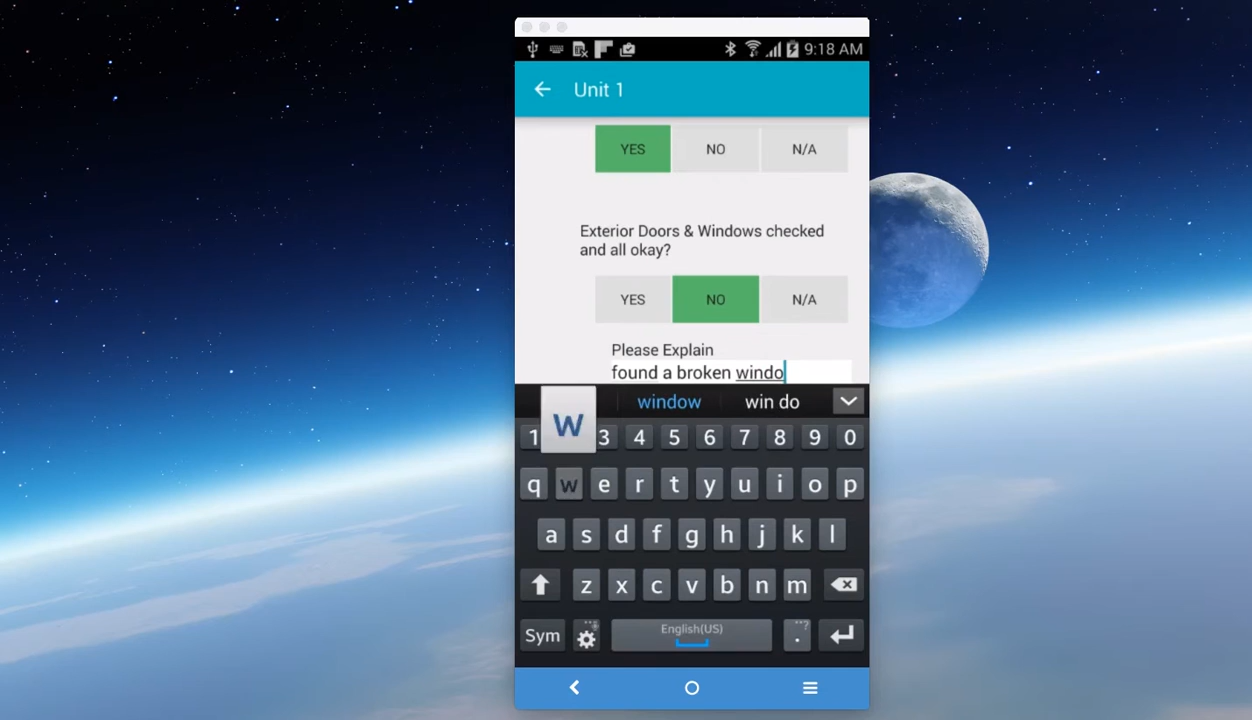 9:18 AM
Unit 1
YES NO N/A
Exterior Doors & Windows checked
and all okay?
YES NO N/A
Please Explain
found a broken windo
window win do
W
1 3 4 5 6 7 8 9 0
q w e r t y u i o p
a s d f g h j k l
z x c v b n m
Sym English(US) .